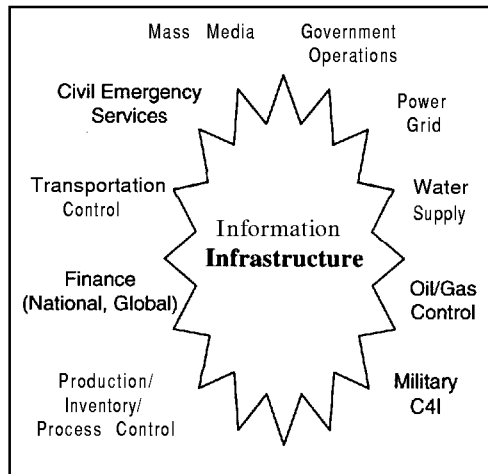 Mass Media
Government
Operations
Civil Emergency
Services
Power
Grid
Transportation
Control
Water
Supply
Information
Infrastructure
Finance
(National, Global)
Oil/Gas
Control
Production/
Inventory/
Process Control
Military
C4I